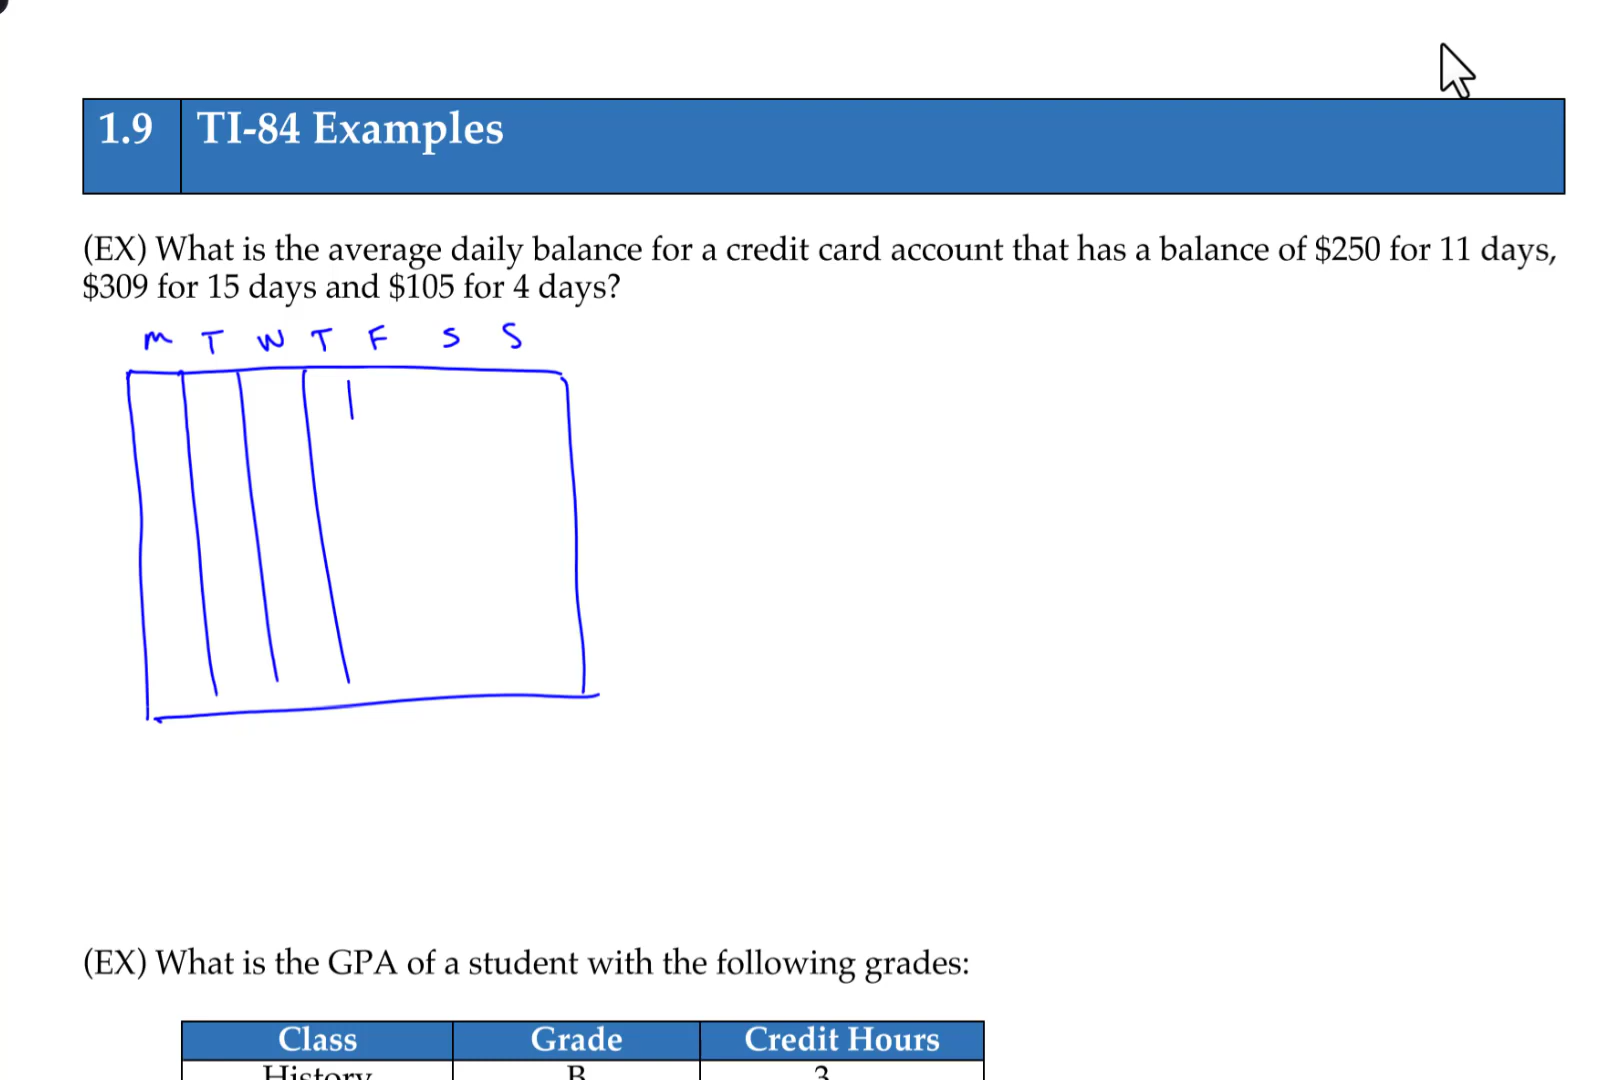 1.9 TI-84 Examples
(EX) What is the average daily balance for a credit card account that has a balance of $250 for 11 days,
$309 for 15 days and $105 for 4 days?
M T W T F S S
(EX) What is the GPA of a student with the following grades:
Class Grade Credit Hours
History B 3